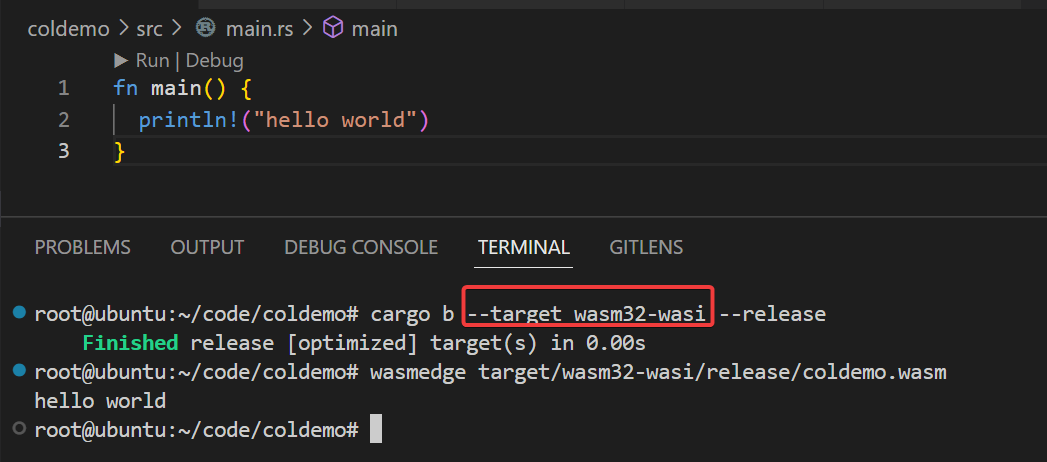 coldemo > src > main.rs > main
Run | Debug
1 fn main() {
2 println!("hello world")
3 }
PROBLEMS OUTPUT DEBUG CONSOLE TERMINAL GITLENS
root@ubuntu:~/code/coldemo# cargo b --target wasm32-wasi --release
Finished release [optimized] target(s) in 0.00s
root@ubuntu:~/code/coldemo# wasmedge target/wasm32-wasi/release/coldemo.wasm
hello world
root@ubuntu:~/code/coldemo#